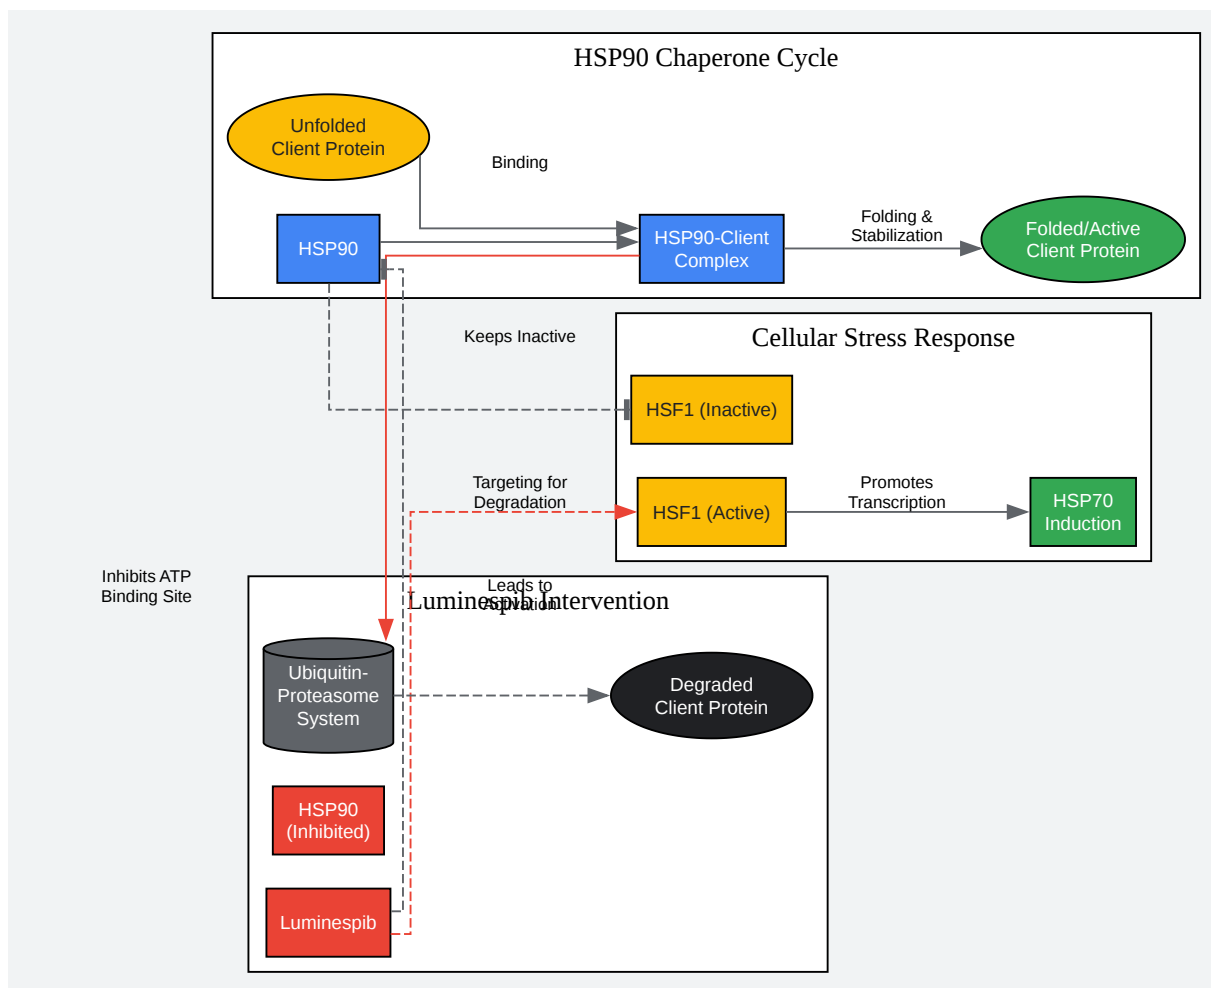 HSP90 Chaperone Cycle
Unfolded
Client Protein
Binding
HSP90
HSP90-Client
Complex
Folding &
Stabilization
Folded/Active
Client Protein
Keeps Inactive
Cellular Stress Response
HSF1 (Inactive)
Targeting for
Degradation
HSF1 (Active)
Promotes
Transcription
HSP70
Induction
Inhibits ATP
Binding Site
Leads to
Activation
Luminespib Intervention
Ubiquitin-
Proteasome
System
Degraded
Client Protein
HSP90
(Inhibited)
Luminespib